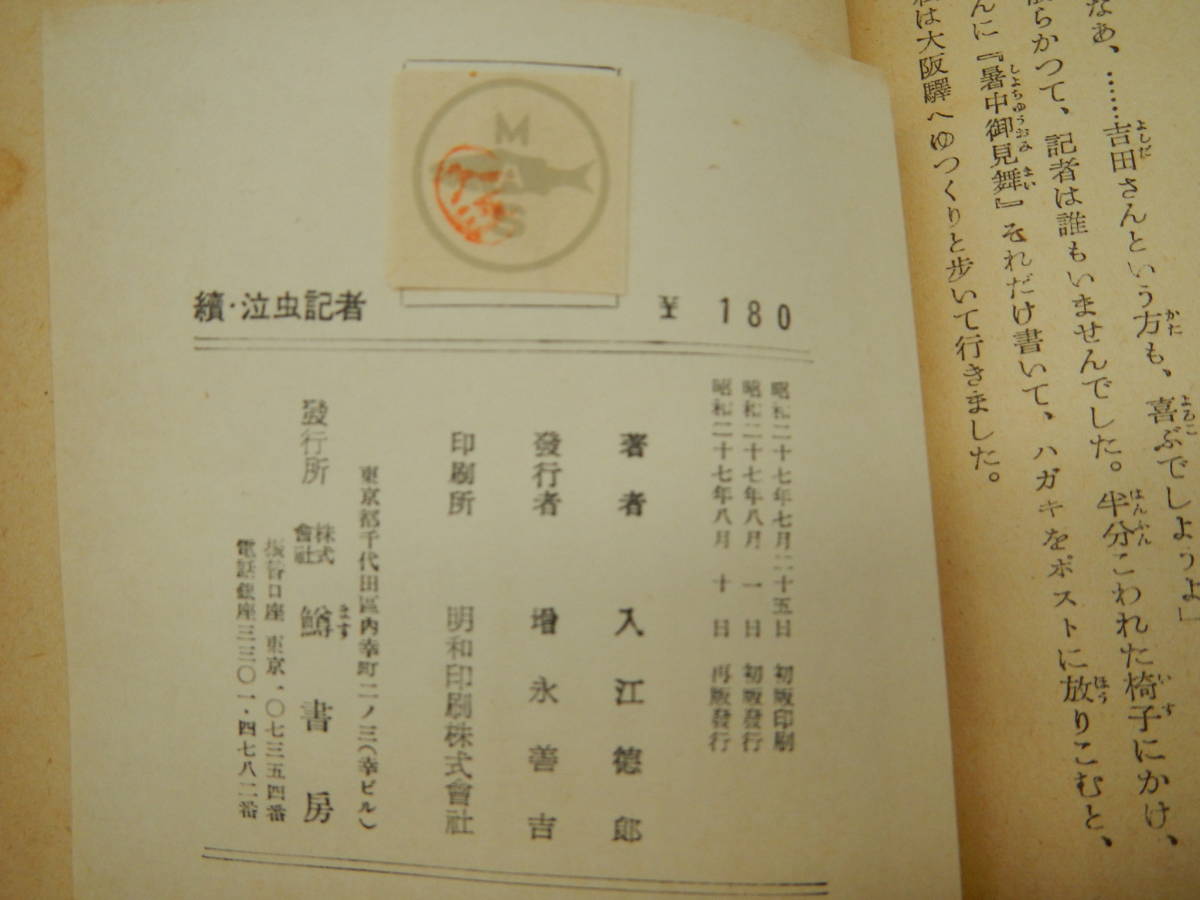 なあ、……吉田さんという方も、喜ぶでしようよ」
らかつて、記者は誰もいませんでした。半分こわれた椅子にかけ、
んに『暑中御見舞』それだけ書いて、ハガキをポストに放りこむと、
は大阪驛へゆつくりと歩いて行きました。
MAS
續・泣虫記者 ¥ 180
昭和二十七年七月二十五日 初版印刷
昭和二十七年八月 一 日 初版發行
昭和二十七年八月 十 日 再版發行
著者 入江德郎
發行者 增永善吉
印刷所 明和印刷株式會社
東京都千代田區內幸町二ノ三(幸ビル)
發行所 株式會社 鱒書房
振替口座 東京・〇七三五四番
電話銀座三三〇一・四七八二番